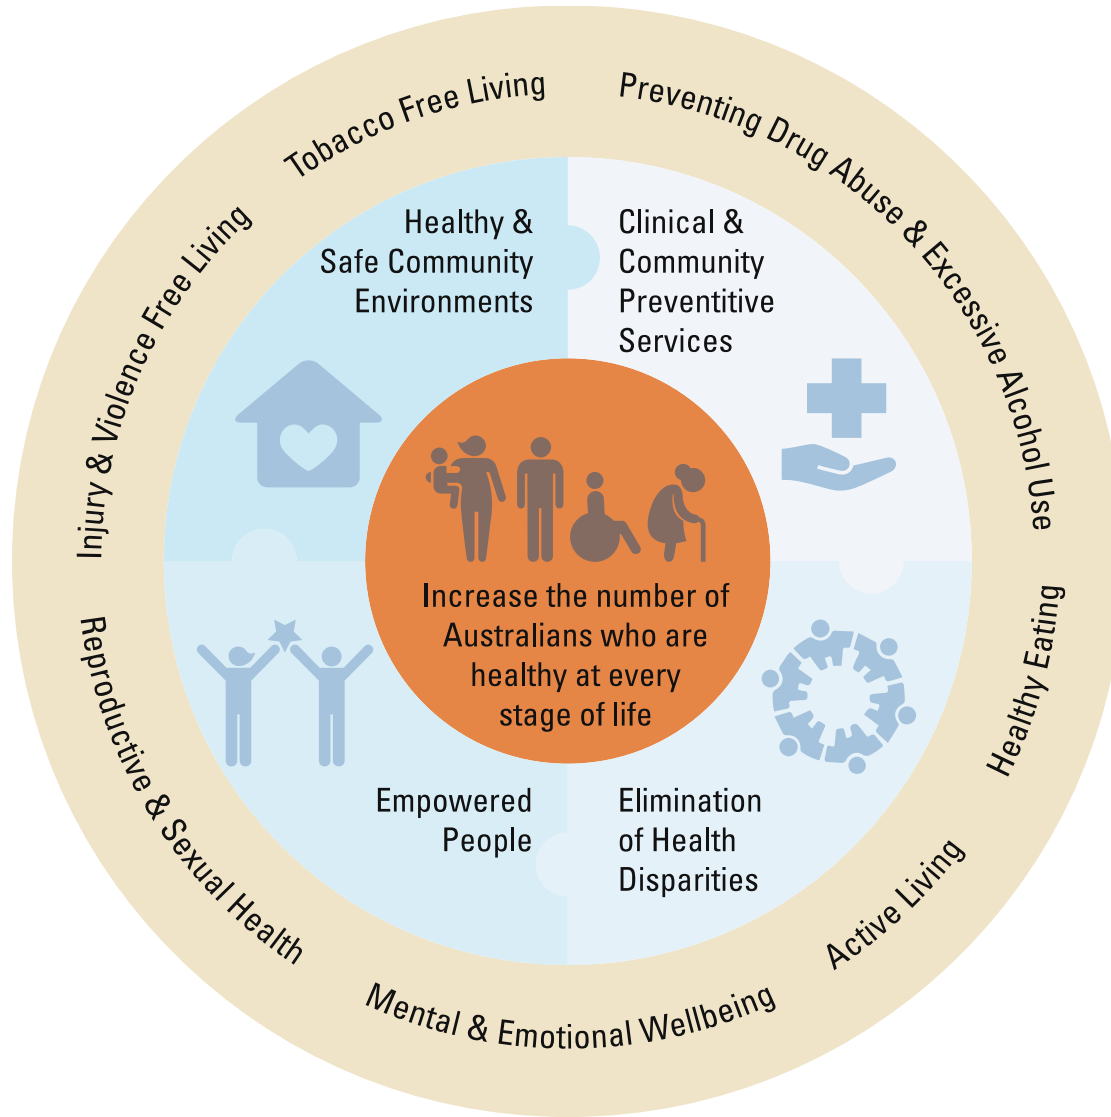 Tobacco Free Living
Preventing Drug Abuse & Excessive Alcohol Use
Healthy Eating
Active Living
Mental & Emotional Wellbeing
Reproductive & Sexual Health
Injury & Violence Free Living
Healthy &
Safe Community
Environments
Clinical &
Community
Preventitive
Services
Increase the number of
Australians who are
healthy at every
stage of life
Empowered
People
Elimination
of Health
Disparities